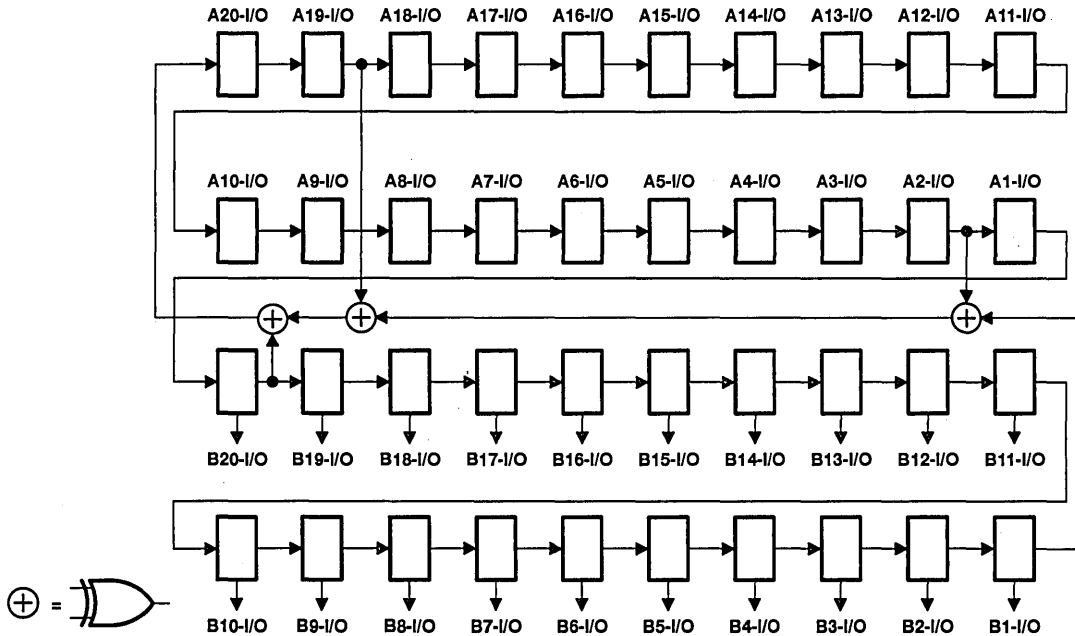 A20-I/O A19-I/O A18-I/O A17-I/O A16-I/O A15-I/O A14-I/O A13-I/O A12-I/O A11-I/O
A10-I/O A9-I/O A8-I/O A7-I/O A6-I/O A5-I/O A4-I/O A3-I/O A2-I/O A1-I/O
B20-I/O B19-I/O B18-I/O B17-I/O B16-I/O B15-I/O B14-I/O B13-I/O B12-I/O B11-I/O
=
B10-I/O B9-I/O B8-I/O B7-I/O B6-I/O B5-I/O B4-I/O B3-I/O B2-I/O B1-I/O